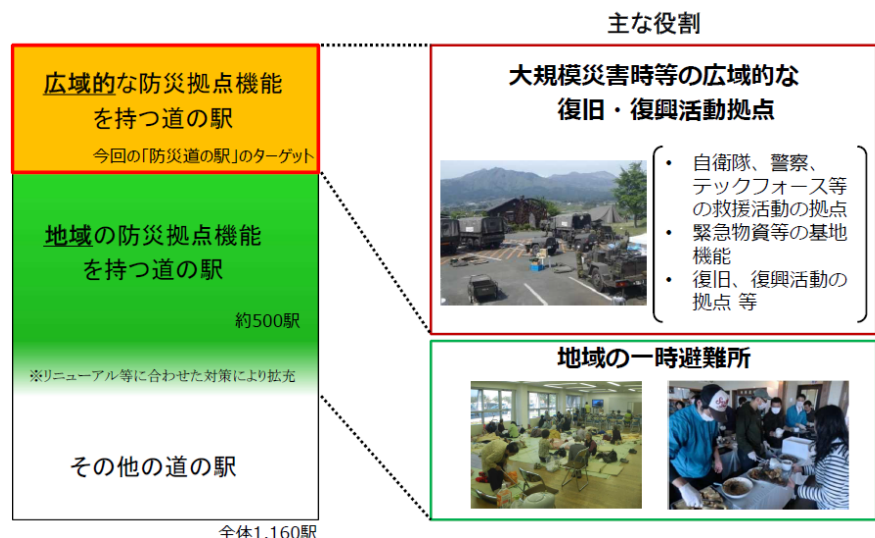 主な役割
広域的な防災拠点機能
を持つ道の駅
今回の「防災道の駅」のターゲット
地域の防災拠点機能
を持つ道の駅
約500駅
※リニューアル等に合わせた対策により拡充
その他の道の駅
全体1,160駅
大規模災害時等の広域的な
復旧・復興活動拠点
• 自衛隊、警察、
テックフォース等
の救援活動の拠点
• 緊急物資等の基地
機能
• 復旧、復興活動の
拠点 等
地域の一時避難所